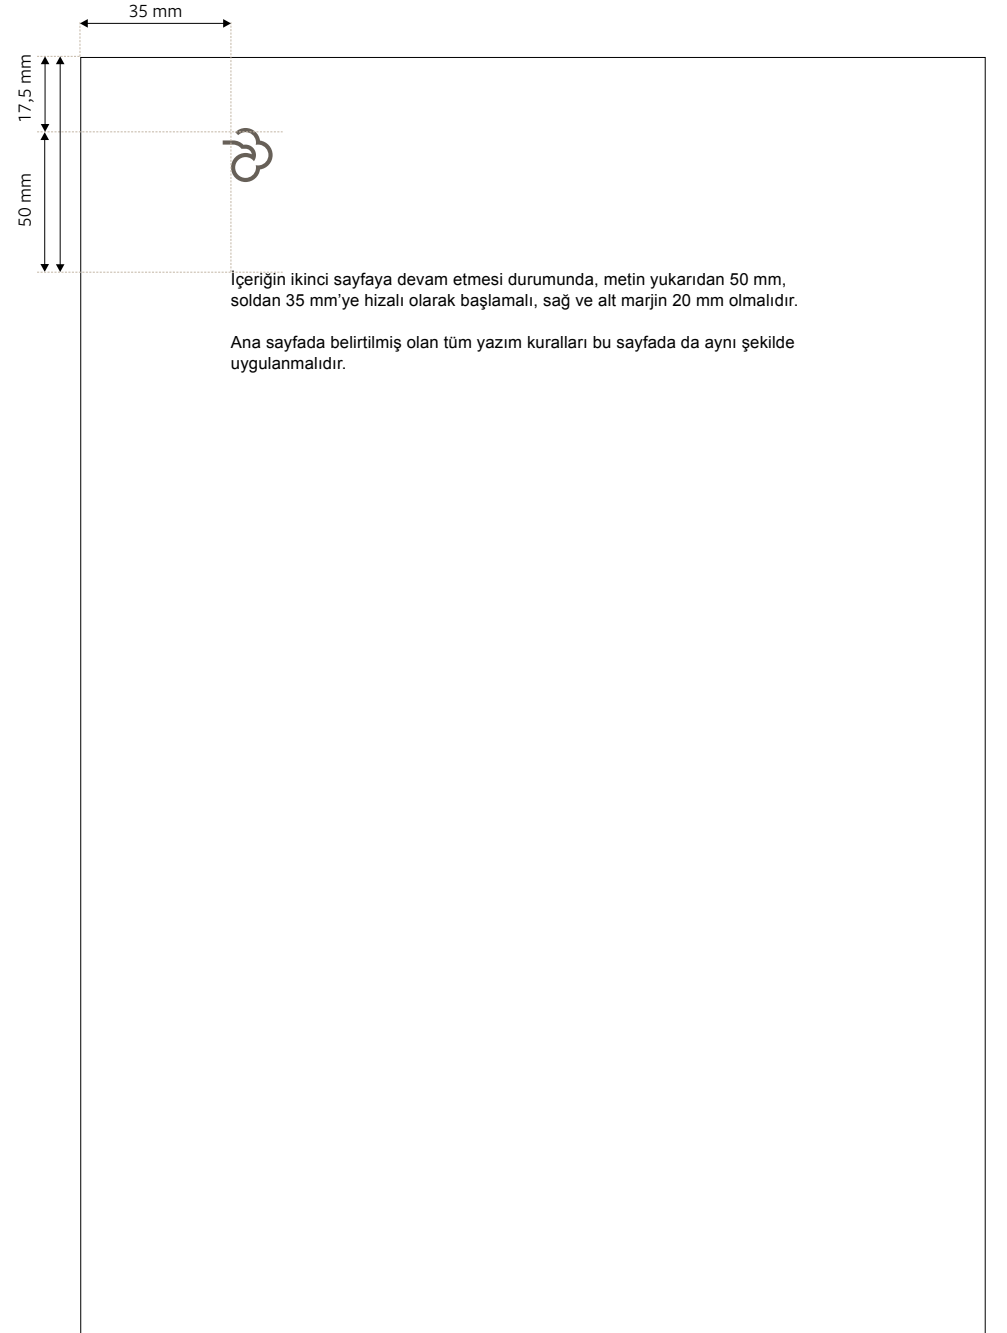 35 mm
17,5 mm
50 mm
İçeriğin ikinci sayfaya devam etmesi durumunda, metin yukarıdan 50 mm,
soldan 35 mm’ye hizalı olarak başlamalı, sağ ve alt marjin 20 mm olmalıdır.
Ana sayfada belirtilmiş olan tüm yazım kuralları bu sayfada da aynı şekilde
uygulanmalıdır.